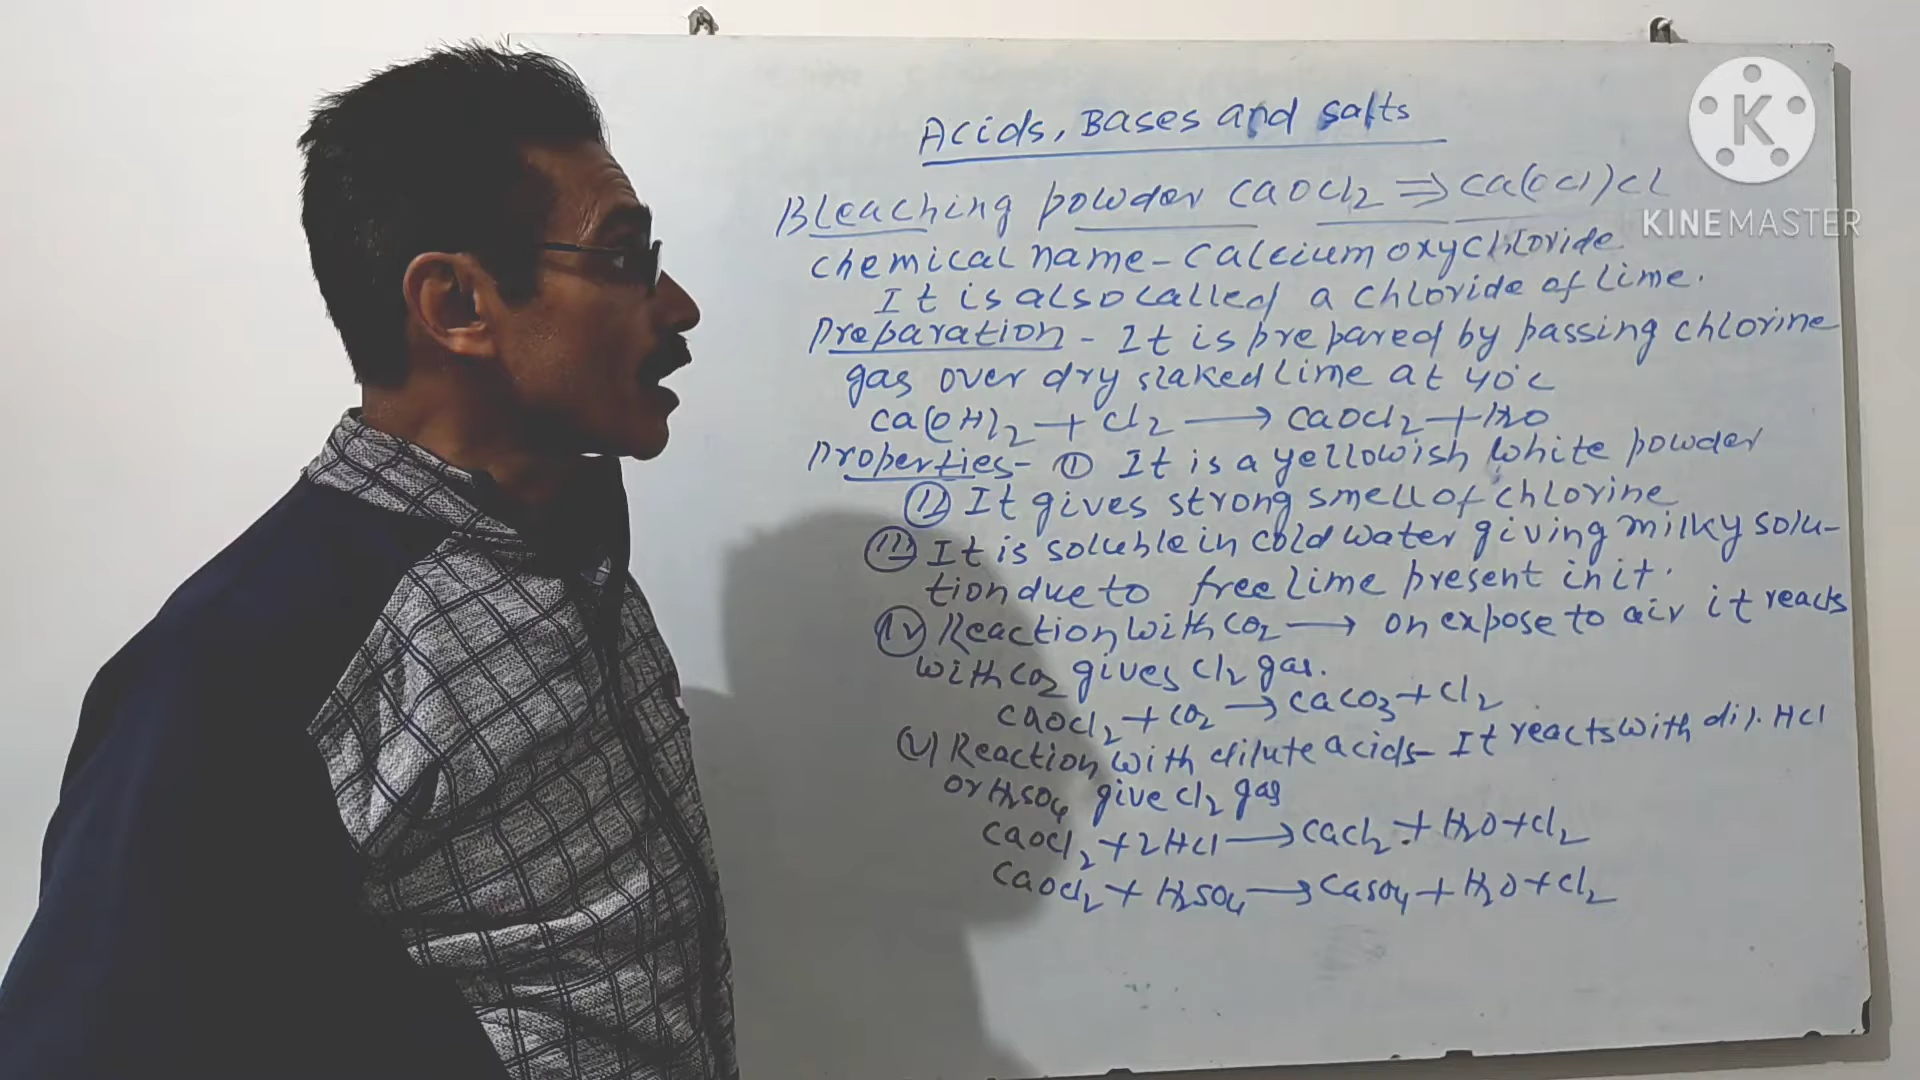 Acids, Bases and salts
Bleaching powder CaOCl2 ⇒ Ca(OCl)Cl
chemical name - Calcium oxychloride.
It is also called a chloride of lime.
Preparation - It is prepared by passing chlorine
gas over dry slaked lime at 40°C
Ca(OH)2 + Cl2 → CaOCl2 + H2O
Properties - (i) It is a yellowish white powder
(ii) It gives strong smell of chlorine
(iii) It is soluble in cold water giving milky solu-
tion due to free lime present in it.
(iv) Reaction with CO2 → on expose to air it reacts
with CO2 gives Cl2 gas.
CaOCl2 + CO2 → CaCO3 + Cl2
(v) Reaction with dilute acids - It reacts with dil. HCl
or H2SO4 give Cl2 gas
CaOCl2 + 2HCl → CaCl2 + H2O + Cl2
CaOCl2 + H2SO4 → CaSO4 + H2O + Cl2
K
KINEMASTER